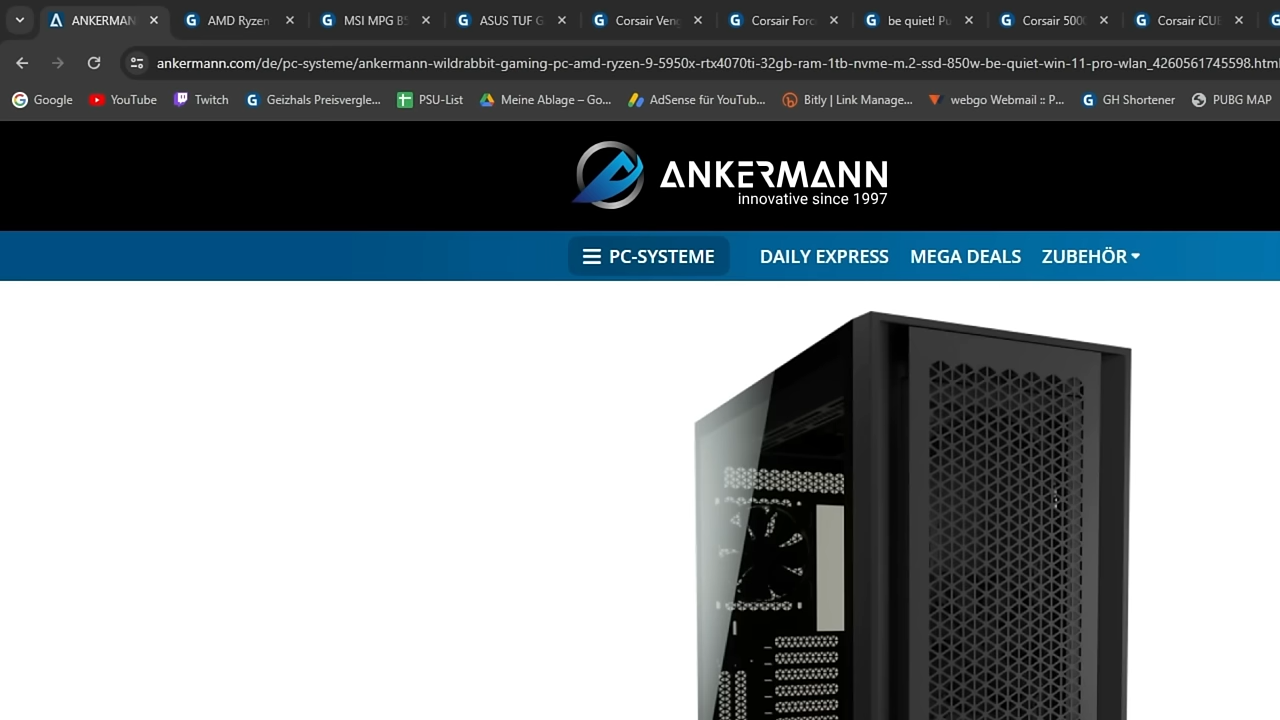 ANKERMAN
AMD Ryzen
MSI MPG B5
ASUS TUF G
Corsair Veng
Corsair Forc
be quiet! Pu
Corsair 5000
Corsair iCUE
ankermann.com/de/pc-systeme/ankermann-wildrabbit-gaming-pc-amd-ryzen-9-5950x-rtx4070ti-32gb-ram-1tb-nvme-m.2-ssd-850w-be-quiet-win-11-pro-wlan_4260561745598.html
Google
YouTube
Twitch
Geizhals Preisvergle...
PSU-List
Meine Ablage – Go...
AdSense für YouTub...
Bitly | Link Manage...
webgo Webmail :: P...
GH Shortener
PUBG MAP
ANKERMANN
innovative since 1997
PC-SYSTEME
DAILY EXPRESS
MEGA DEALS
ZUBEHÖR